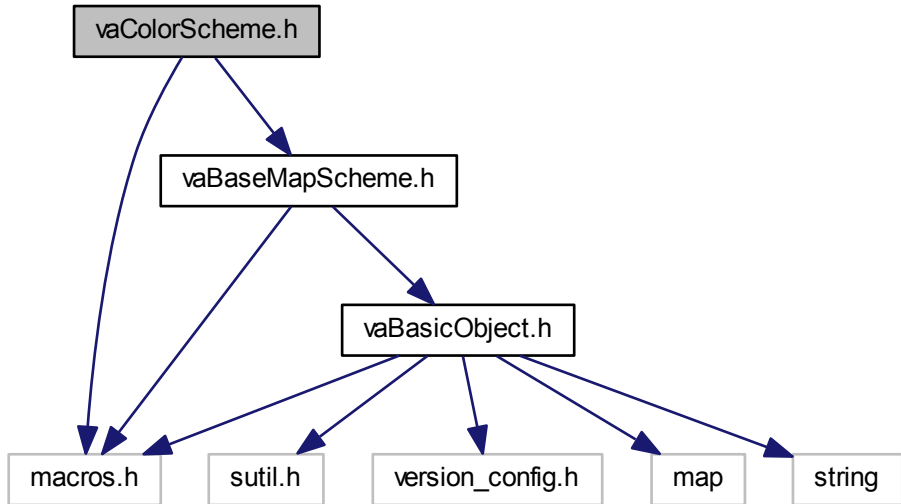 vaColorScheme.h
vaBaseMapScheme.h
vaBasicObject.h
macros.h
sutil.h
version_config.h
map
string